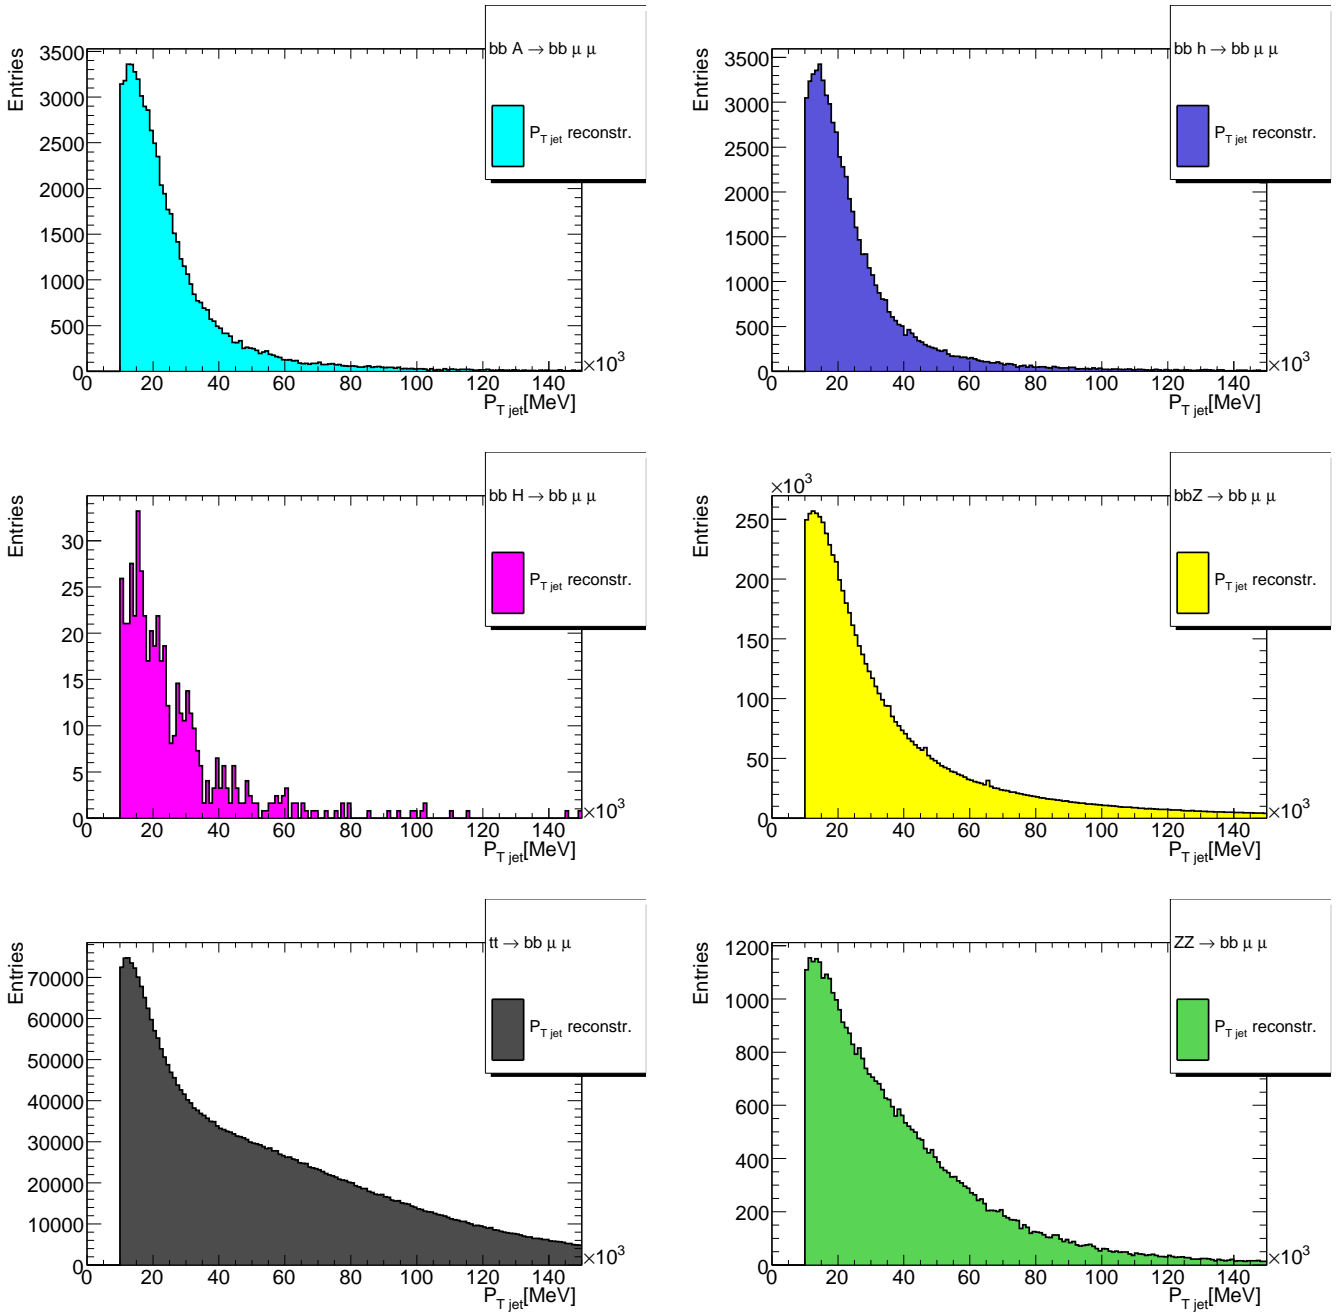 Entries
3500
3000
2500
2000
1500
1000
500
0
0 20 40 60 80 100 120 140
×10³
P_T jet[MeV]
bb A → bb μ μ
P_T jet reconstr.
Entries
3500
3000
2500
2000
1500
1000
500
0
0 20 40 60 80 100 120 140
×10³
P_T jet[MeV]
bb h → bb μ μ
P_T jet reconstr.
Entries
30
25
20
15
10
5
0
0 20 40 60 80 100 120 140
×10³
P_T jet[MeV]
bb H → bb μ μ
P_T jet reconstr.
×10³
Entries
250
200
150
100
50
0
0 20 40 60 80 100 120 140
×10³
P_T jet[MeV]
bbZ → bb μ μ
P_T jet reconstr.
Entries
70000
60000
50000
40000
30000
20000
10000
0
0 20 40 60 80 100 120 140
×10³
P_T jet[MeV]
tt → bb μ μ
P_T jet reconstr.
Entries
1200
1000
800
600
400
200
0
0 20 40 60 80 100 120 140
×10³
P_T jet[MeV]
ZZ → bb μ μ
P_T jet reconstr.